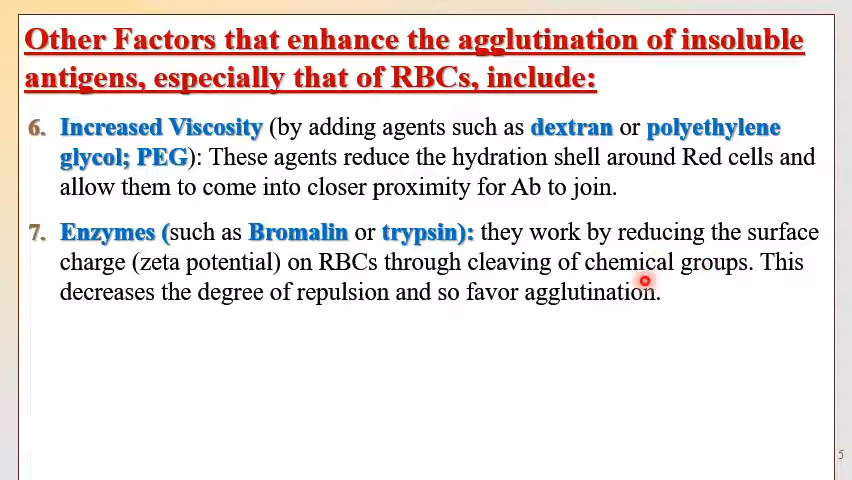 Other Factors that enhance the agglutination of insoluble
antigens, especially that of RBCs, include:
6. Increased Viscosity (by adding agents such as dextran or polyethylene
glycol; PEG): These agents reduce the hydration shell around Red cells and
allow them to come into closer proximity for Ab to join.
7. Enzymes (such as Bromalin or trypsin): they work by reducing the surface
charge (zeta potential) on RBCs through cleaving of chemical groups. This
decreases the degree of repulsion and so favor agglutination.
5